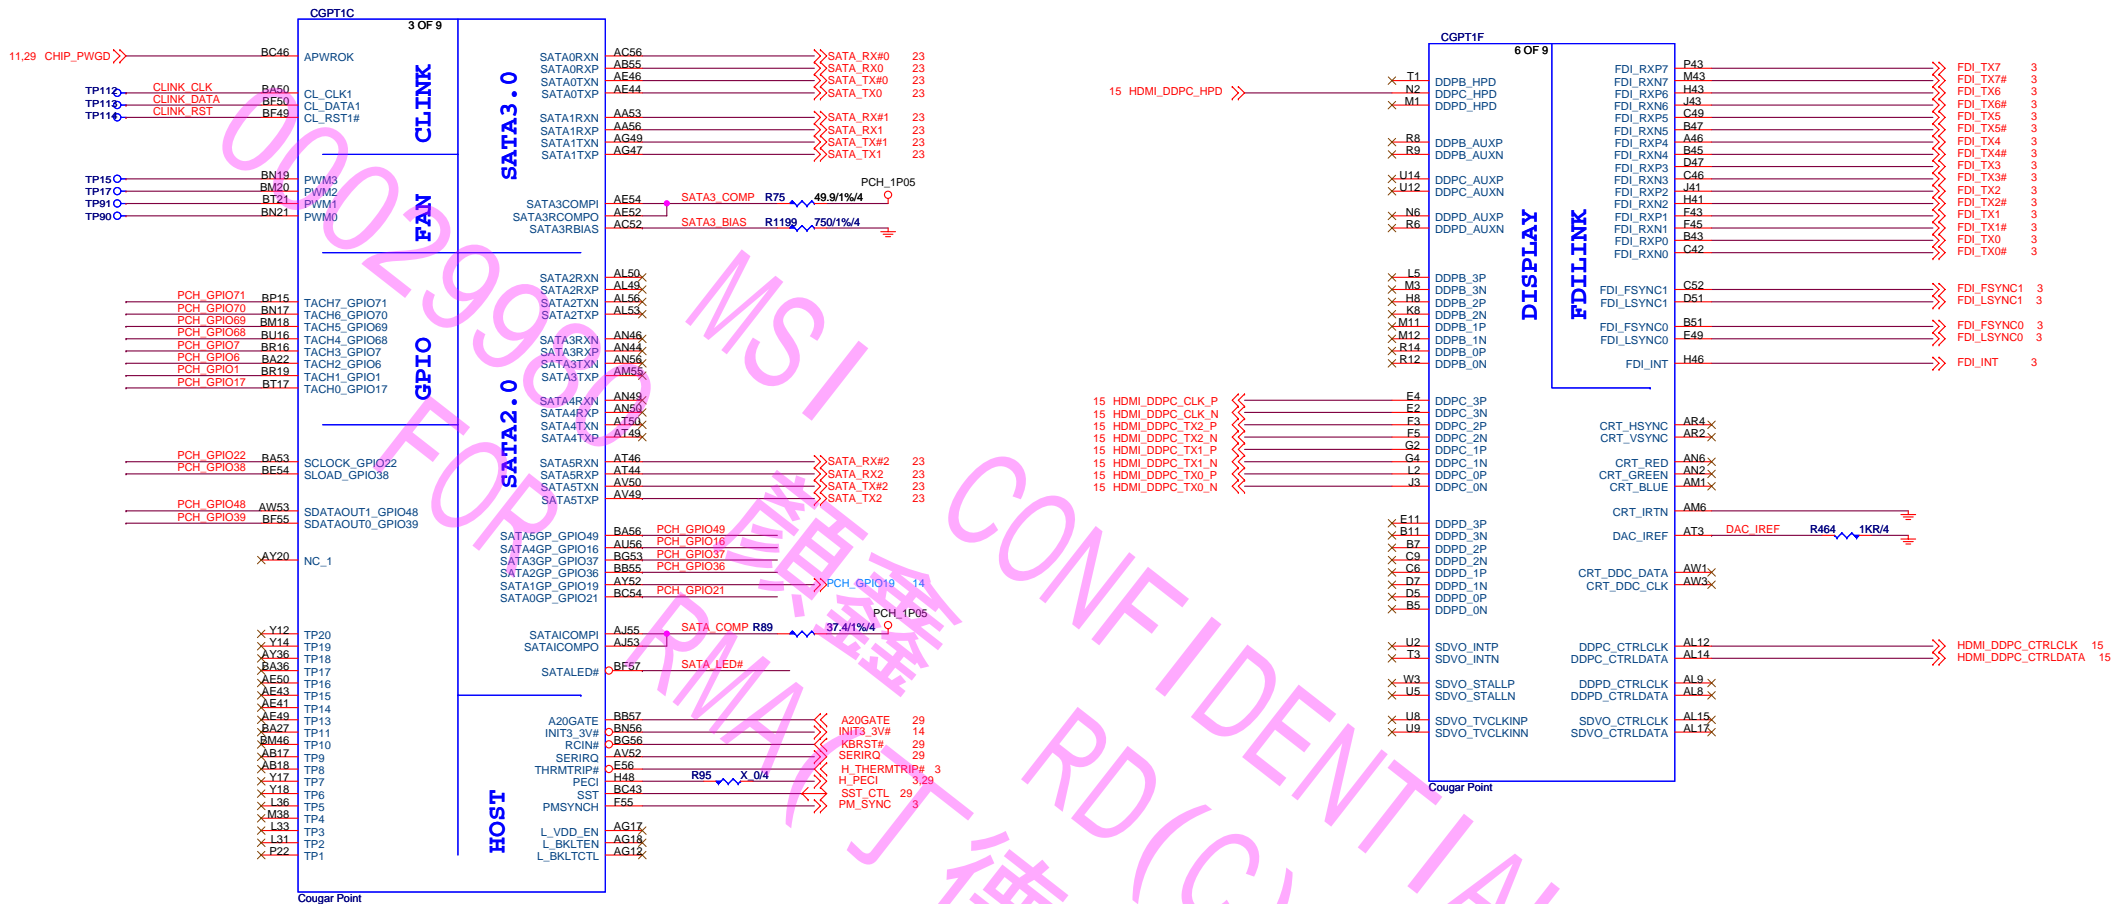 CGPT1C
3 OF 9
11,29 CHIP_PWGD BC46 APWROK
TP112 CLINK_CLK BA50 CL_CLK1
TP113 CLINK_DATA BF50 CL_DATA1
TP114 CLINK_RST BF49 CL_RST1#
CLINK
TP15 BN19 PWM3
TP17 BM20 PWM2
TP91 BT21 PWM1
TP90 BN21 PWM0
FAN
PCH_GPIO71 BP15 TACH7_GPIO71
PCH_GPIO70 BN17 TACH6_GPIO70
PCH_GPIO69 BM18 TACH5_GPIO69
PCH_GPIO68 BU16 TACH4_GPIO68
PCH_GPIO7 BR16 TACH3_GPIO7
PCH_GPIO6 BA22 TACH2_GPIO6
PCH_GPIO1 BR19 TACH1_GPIO1
PCH_GPIO17 BT17 TACH0_GPIO17
GPIO
PCH_GPIO22 BA53 SCLOCK_GPIO22
PCH_GPIO38 BE54 SLOAD_GPIO38
PCH_GPIO48 AW53 SDATAOUT1_GPIO48
PCH_GPIO39 BF55 SDATAOUT0_GPIO39
AY20 NC_1
Y12 TP20
Y14 TP19
AY36 TP18
BA36 TP17
AE50 TP16
AE43 TP15
AE41 TP14
AE49 TP13
BA27 TP11
BM46 TP10
AB17 TP9
AB18 TP8
Y17 TP7
Y18 TP6
L36 TP5
M38 TP4
L33 TP3
L31 TP2
P22 TP1
SATA3.0
SATA0RXN AC56 SATA_RX#0 23
SATA0RXP AB55 SATA_RX0 23
SATA0TXN AE46 SATA_TX#0 23
SATA0TXP AE44 SATA_TX0 23
SATA1RXN AA53 SATA_RX#1 23
SATA1RXP AA56 SATA_RX1 23
SATA1TXN AG49 SATA_TX#1 23
SATA1TXP AG47 SATA_TX1 23
PCH_1P05
SATA3COMPI AE54 SATA3_COMP R75 49.9/1%/4
SATA3RCOMPO AE52
SATA3RBIAS AC52 SATA3_BIAS R1199 750/1%/4
SATA2.0
SATA2RXN AL50
SATA2RXP AL49
SATA2TXN AL56
SATA2TXP AL53
SATA3RXN AN46
SATA3RXP AN44
SATA3TXN AN56
SATA3TXP AM55
SATA4RXN AN49
SATA4RXP AN50
SATA4TXN AT50
SATA4TXP AT49
SATA5RXN AT46 SATA_RX#2 23
SATA5RXP AT44 SATA_RX2 23
SATA5TXN AV50 SATA_TX#2 23
SATA5TXP AV49 SATA_TX2 23
SATA5GP_GPIO49 BA56 PCH_GPIO49
SATA4GP_GPIO16 AU56 PCH_GPIO16
SATA3GP_GPIO37 BG53 PCH_GPIO37
SATA2GP_GPIO36 BB55 PCH_GPIO36
SATA1GP_GPIO19 AY52 PCH_GPIO19 14
SATA0GP_GPIO21 BC54 PCH_GPIO21
PCH_1P05
SATAICOMPI AJ55 SATA_COMP R89 37.4/1%/4
SATAICOMPO AJ53
SATALED# BF57 SATA_LED#
HOST
A20GATE BB57 A20GATE 29
INIT3_3V# BN56 INIT3_3V# 14
RCIN# BG56 KBRST# 29
SERIRQ AV52 SERIRQ 29
THRMTRIP# E56 H_THERMTRIP# 3
PECI H48 R95 X_0/4 H_PECI 3,29
SST BC43 SST_CTL 29
PMSYNCH F55 PM_SYNC 3
L_VDD_EN AG17
L_BKLTEN AG18
L_BKLTCTL AG12
Cougar Point
CGPT1F
6 OF 9
T1 DDPB_HPD
15 HDMI_DDPC_HPD N2 DDPC_HPD
M1 DDPD_HPD
R8 DDPB_AUXP
R9 DDPB_AUXN
U14 DDPC_AUXP
U12 DDPC_AUXN
N6 DDPD_AUXP
R6 DDPD_AUXN
DISPLAY
L5 DDPB_3P
M3 DDPB_3N
H8 DDPB_2P
K8 DDPB_2N
M11 DDPB_1P
M12 DDPB_1N
R14 DDPB_0P
R12 DDPB_0N
15 HDMI_DDPC_CLK_P E4 DDPC_3P
15 HDMI_DDPC_CLK_N E2 DDPC_3N
15 HDMI_DDPC_TX2_P F3 DDPC_2P
15 HDMI_DDPC_TX2_N F5 DDPC_2N
15 HDMI_DDPC_TX1_P G2 DDPC_1P
15 HDMI_DDPC_TX1_N G4 DDPC_1N
15 HDMI_DDPC_TX0_P L2 DDPC_0P
15 HDMI_DDPC_TX0_N J3 DDPC_0N
E11 DDPD_3P
B11 DDPD_3N
B7 DDPD_2P
C9 DDPD_2N
C6 DDPD_1P
D7 DDPD_1N
D5 DDPD_0P
B5 DDPD_0N
U2 SDVO_INTP
T3 SDVO_INTN
W3 SDVO_STALLP
U5 SDVO_STALLN
U8 SDVO_TVCLKINP
U9 SDVO_TVCLKINN
FDILINK
FDI_RXP7 P43 FDI_TX7 3
FDI_RXN7 M43 FDI_TX7# 3
FDI_RXP6 H43 FDI_TX6 3
FDI_RXN6 J43 FDI_TX6# 3
FDI_RXP5 C49 FDI_TX5 3
FDI_RXN5 B47 FDI_TX5# 3
FDI_RXP4 A46 FDI_TX4 3
FDI_RXN4 B45 FDI_TX4# 3
FDI_RXP3 D47 FDI_TX3 3
FDI_RXN3 C46 FDI_TX3# 3
FDI_RXP2 J41 FDI_TX2 3
FDI_RXN2 H41 FDI_TX2# 3
FDI_RXP1 F43 FDI_TX1 3
FDI_RXN1 F45 FDI_TX1# 3
FDI_RXP0 B43 FDI_TX0 3
FDI_RXN0 C42 FDI_TX0# 3
FDI_FSYNC1 C52 FDI_FSYNC1 3
FDI_LSYNC1 D51 FDI_LSYNC1 3
FDI_FSYNC0 B51 FDI_FSYNC0 3
FDI_LSYNC0 E49 FDI_LSYNC0 3
FDI_INT H46 FDI_INT 3
CRT_HSYNC AR4
CRT_VSYNC AR2
CRT_RED AN6
CRT_GREEN AN2
CRT_BLUE AM1
CRT_IRTN AM6
DAC_IREF AT3 DAC_IREF R464 1KR/4
CRT_DDC_DATA AW1
CRT_DDC_CLK AW3
DDPC_CTRLCLK AL12 HDMI_DDPC_CTRLCLK 15
DDPC_CTRLDATA AL14 HDMI_DDPC_CTRLDATA 15
DDPD_CTRLCLK AL9
DDPD_CTRLDATA AL8
SDVO_CTRLCLK AL15
SDVO_CTRLDATA AL17
Cougar Point
MSI CONFIDENTIAL
00029980 顏鑫 RD(C)
FOR RMA(丁德